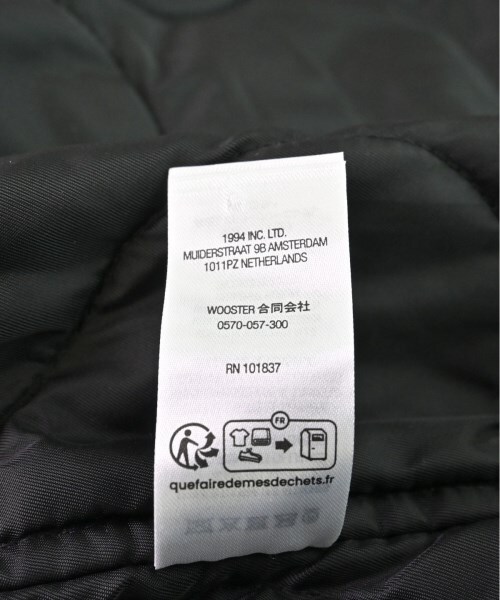 1994 INC. LTD.
MUIDERSTRAAT 9B AMSTERDAM
1011PZ NETHERLANDS
WOOSTER 合同会社
0570-057-300
RN 101837
FR
quefairedemesdechets.fr